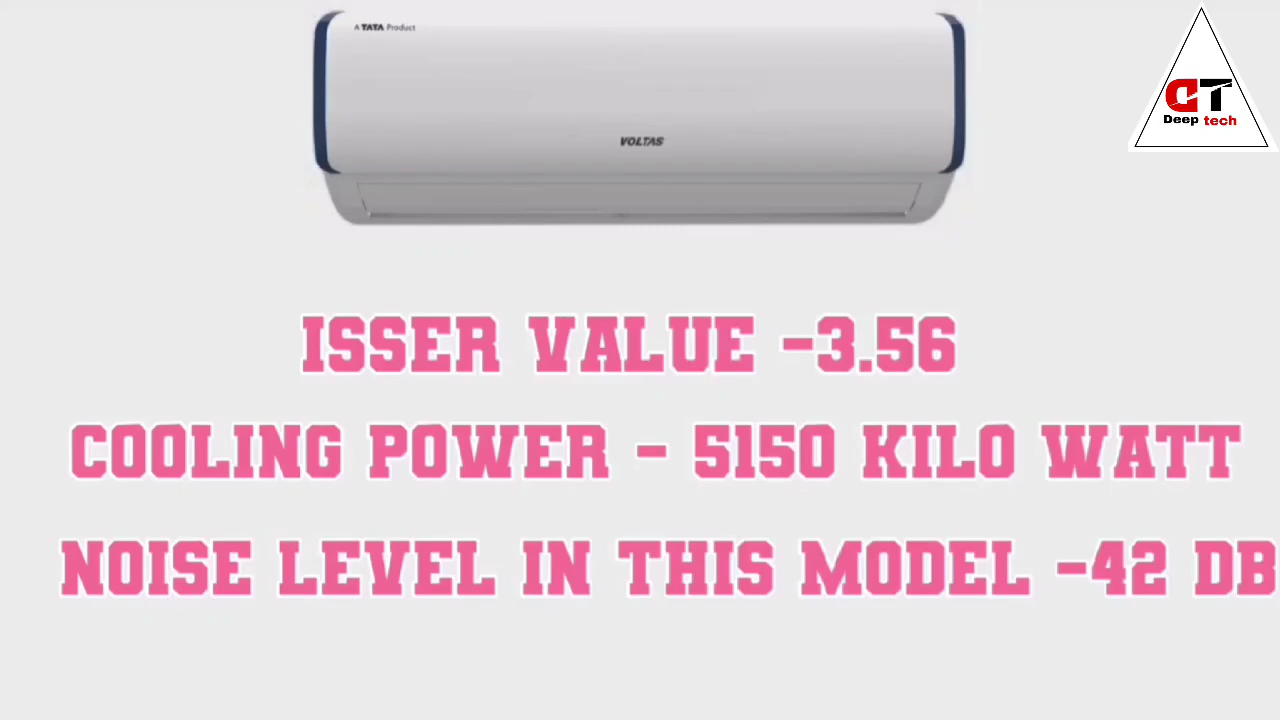 A TATA Product
VOLTAS
DT
Deep tech
ISSER VALUE -3.56
COOLING POWER - 5150 KILO WATT
NOISE LEVEL IN THIS MODEL -42 DB